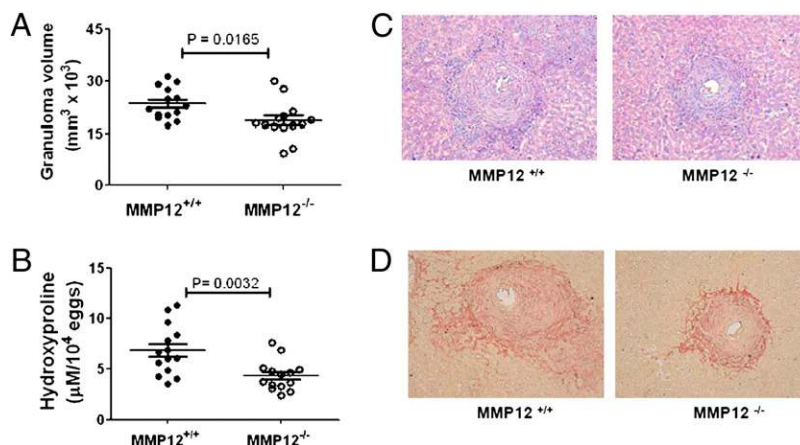 A
Granuloma volume
(mm³ x 10³)
45
30
15
0
P = 0.0165
MMP12+/+
MMP12-/-
B
Hydroxyproline
(µM/10⁴ eggs)
15
10
5
0
P= 0.0032
MMP12+/+
MMP12-/-
C
MMP12 +/+
MMP12 -/-
D
MMP12 +/+
MMP12 -/-